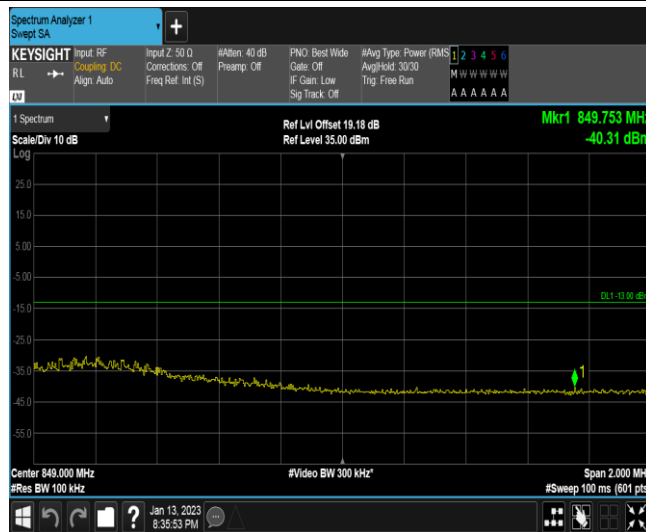 Spectrum Analyzer 1
Swept SA
+
KEYSIGHT
RL
LXI
Input: RF
Coupling: DC
Align: Auto
Input Z: 50 Ω
Corrections: Off
Freq Ref: Int (S)
#Atten: 40 dB
Preamp: Off
PNO: Best Wide
Gate: Off
IF Gain: Low
Sig Track: Off
#Avg Type: Power (RMS
Avg|Hold: 30/30
Trig: Free Run
1 2 3 4 5 6
M W W W W W
A A A A A A
1 Spectrum
Scale/Div 10 dB
Log
Ref Lvl Offset 19.18 dB
Ref Level 35.00 dBm
Mkr1 849.753 MHz
-40.31 dBm
25.0
15.0
5.00
-5.00
-15.0
-25.0
-35.0
-45.0
-55.0
DL1 -13.00 dBm
1
Center 849.000 MHz
#Res BW 100 kHz
#Video BW 300 kHz*
Span 2.000 MHz
#Sweep 100 ms (601 pts)
?
Jan 13, 2023
8:35:53 PM